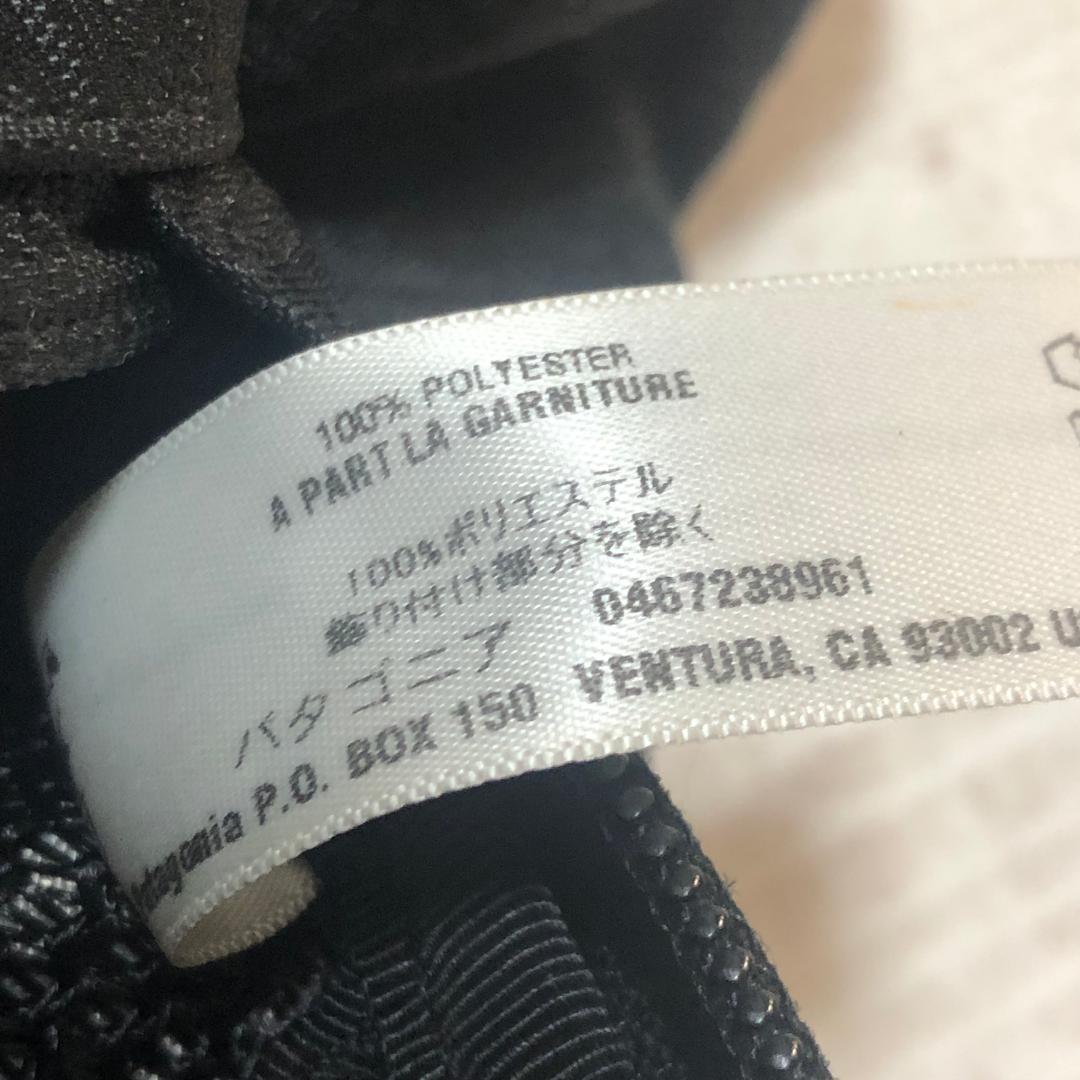 100% POLYESTER
A PART LA GARNITURE
100%ポリエステル
飾り付け部分を除く
パタゴニア 0467238961
Patagonia P.O. BOX 150 VENTURA, CA 93002 U